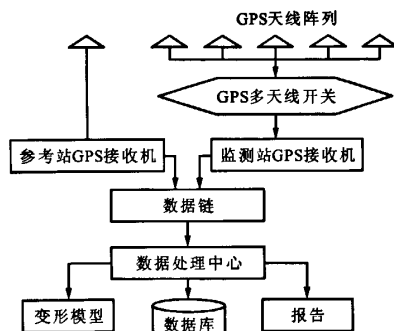 GPS天线阵列
GPS多天线开关
参考站GPS接收机
监测站GPS接收机
数据链
数据处理中心
变形模型
数据库
报告